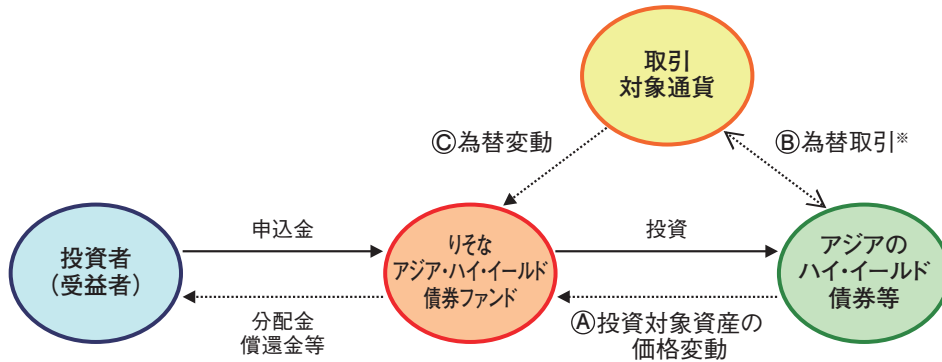 取引
対象通貨
Ⓒ為替変動
Ⓑ為替取引※
投資者
（受益者）
申込金
分配金
償還金等
りそな
アジア・ハイ・イールド
債券ファンド
投資
Ⓐ投資対象資産の
価格変動
アジアの
ハイ・イールド
債券等